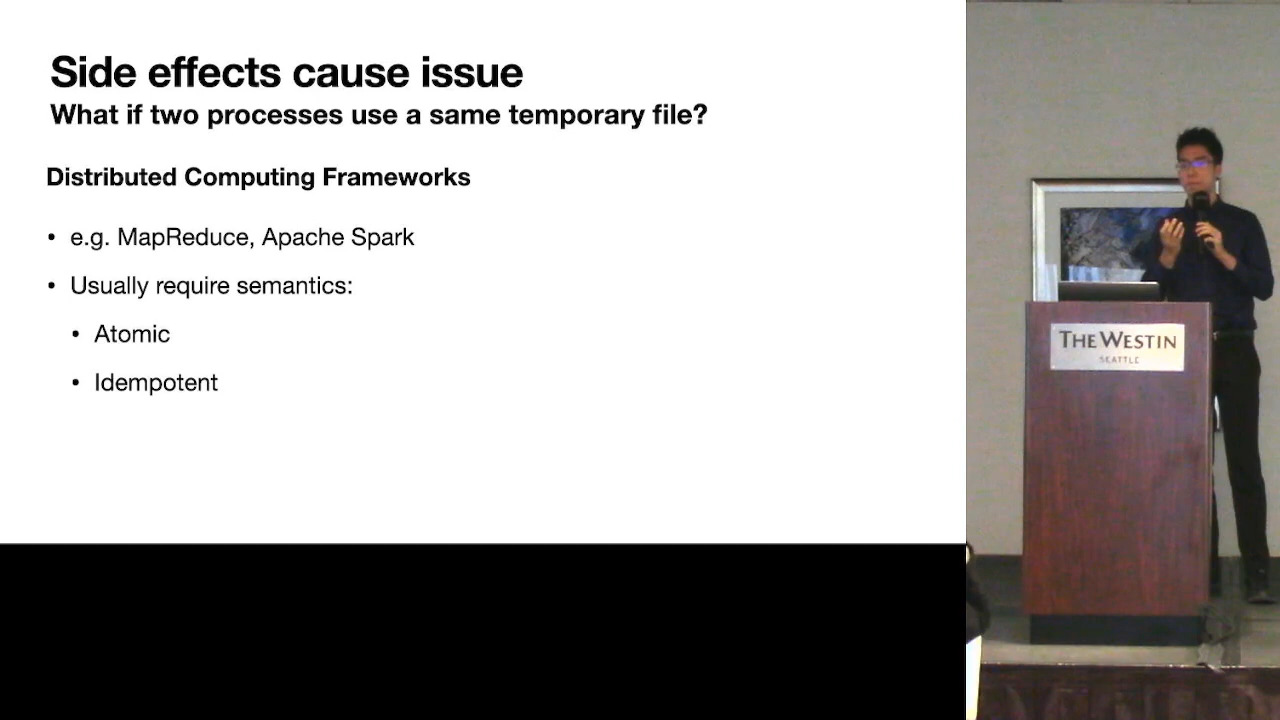 Side effects cause issue
What if two processes use a same temporary file?
Distributed Computing Frameworks
• e.g. MapReduce, Apache Spark
• Usually require semantics:
• Atomic
• Idempotent
THE WESTIN
SEATTLE